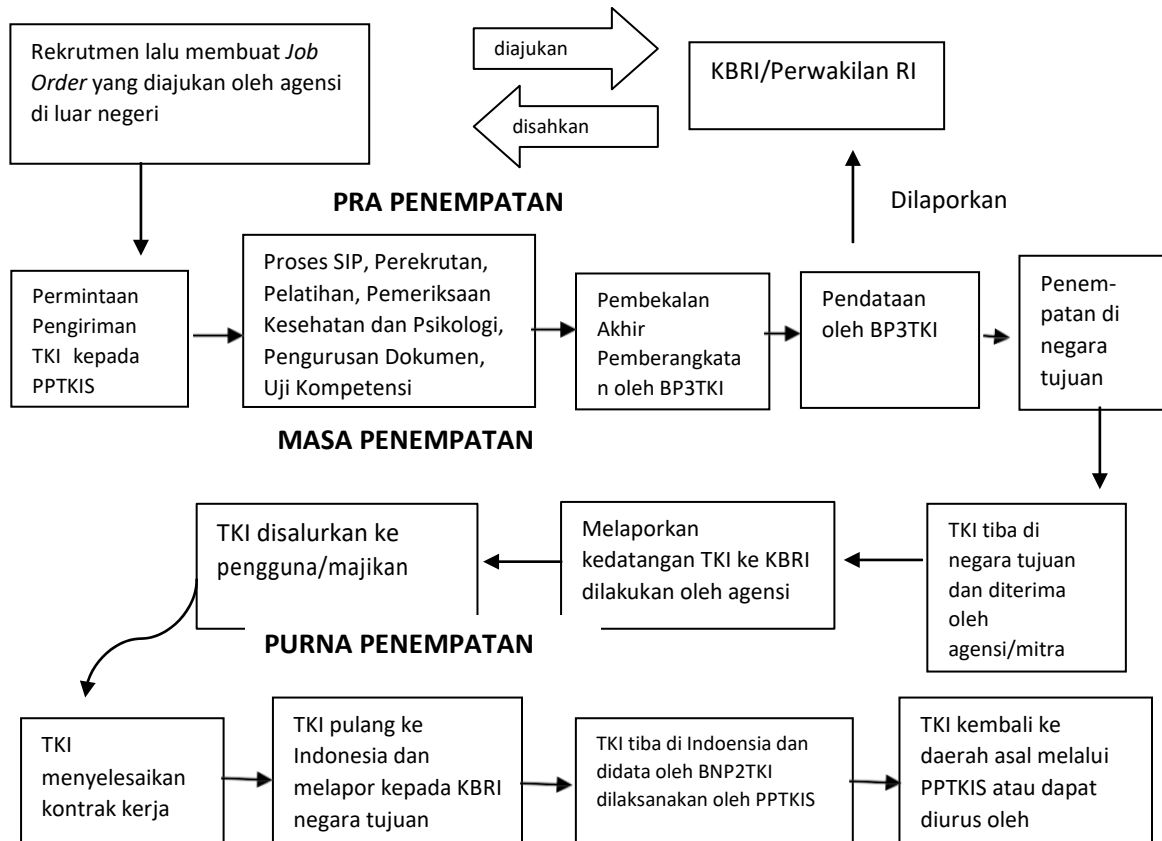 Rekrutmen lalu membuat Job
Order yang diajukan oleh agensi
di luar negeri
diajukan
disahkan
KBRI/Perwakilan RI
PRA PENEMPATAN
Dilaporkan
Permintaan
Pengiriman
TKI kepada
PPTKIS
Proses SIP, Perekrutan,
Pelatihan, Pemeriksaan
Kesehatan dan Psikologi,
Pengurusan Dokumen,
Uji Kompetensi
Pembekalan
Akhir
Pemberangkata
n oleh BP3TKI
Pendataan
oleh BP3TKI
Penem-
patan di
negara
tujuan
MASA PENEMPATAN
TKI tiba di
negara tujuan
dan diterima
oleh
agensi/mitra
Melaporkan
kedatangan TKI ke KBRI
dilakukan oleh agensi
TKI disalurkan ke
pengguna/majikan
PURNA PENEMPATAN
TKI
menyelesaikan
kontrak kerja
TKI pulang ke
Indonesia dan
melapor kepada KBRI
negara tujuan
TKI tiba di Indoensia dan
didata oleh BNP2TKI
dilaksanakan oleh PPTKIS
TKI kembali ke
daerah asal melalui
PPTKIS atau dapat
diurus oleh